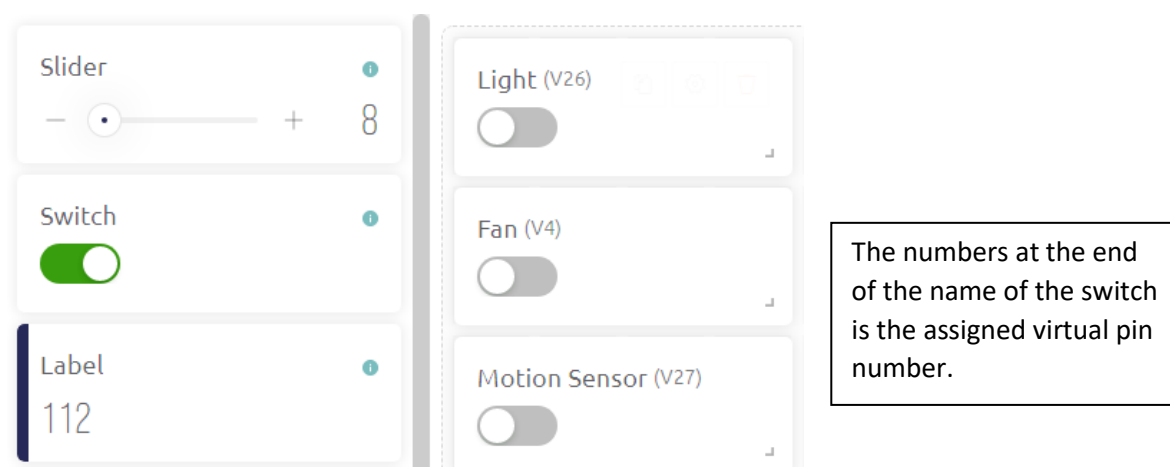 Slider
8
Switch
Label
112
Light (V26)
Fan (V4)
Motion Sensor (V27)
The numbers at the end
of the name of the switch
is the assigned virtual pin
number.